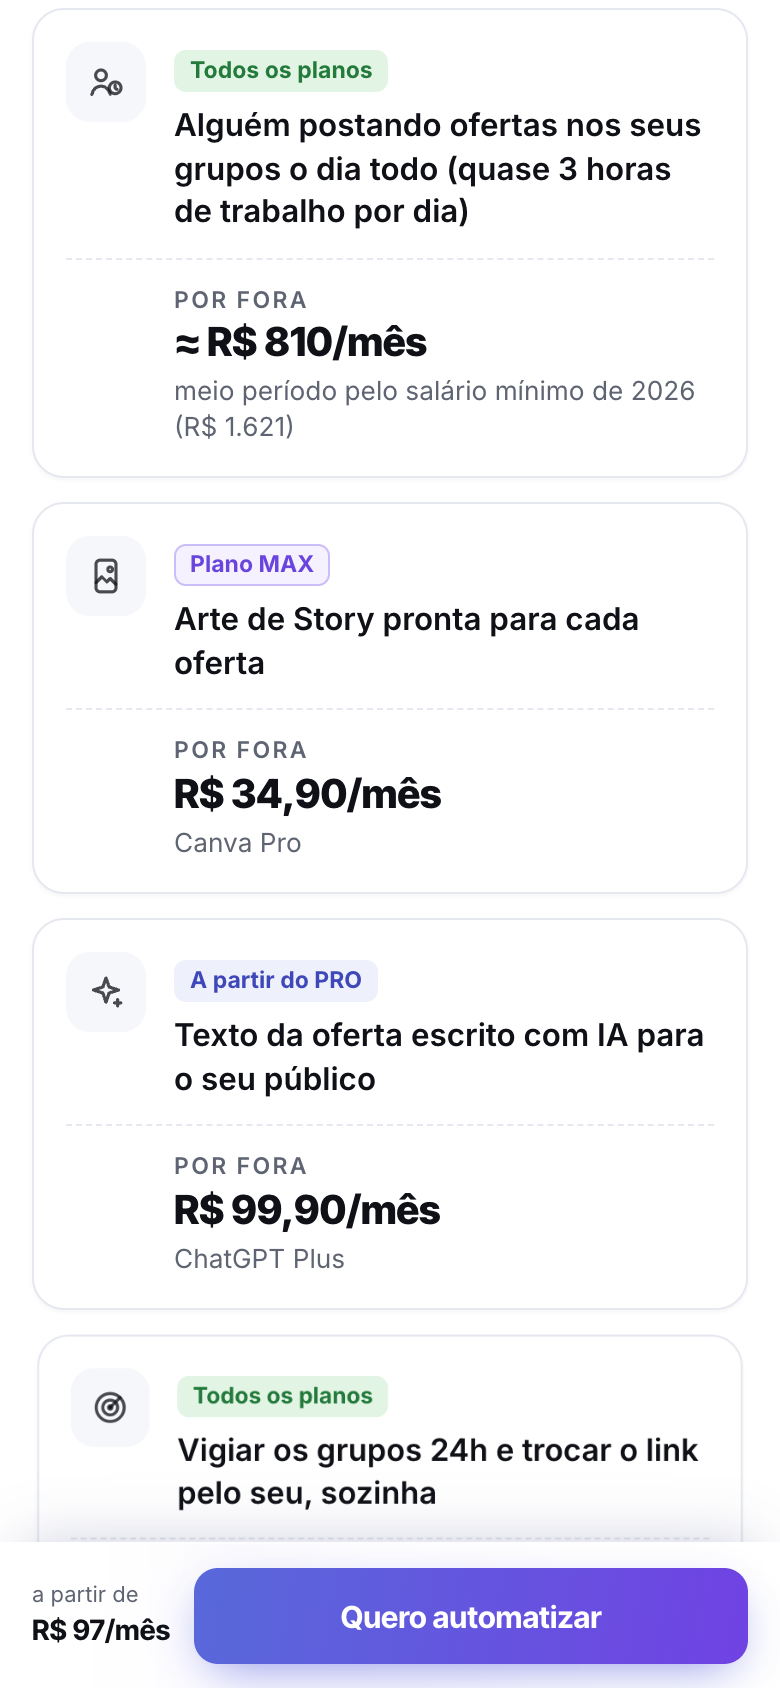 Todos os planos
Alguém postando ofertas nos seus
grupos o dia todo (quase 3 horas
de trabalho por dia)
POR FORA
≈ R$ 810/mês
meio período pelo salário mínimo de 2026
(R$ 1.621)
Plano MAX
Arte de Story pronta para cada
oferta
POR FORA
R$ 34,90/mês
Canva Pro
A partir do PRO
Texto da oferta escrito com IA para
o seu público
POR FORA
R$ 99,90/mês
ChatGPT Plus
Todos os planos
Vigiar os grupos 24h e trocar o link
pelo seu, sozinha
a partir de
R$ 97/mês
Quero automatizar